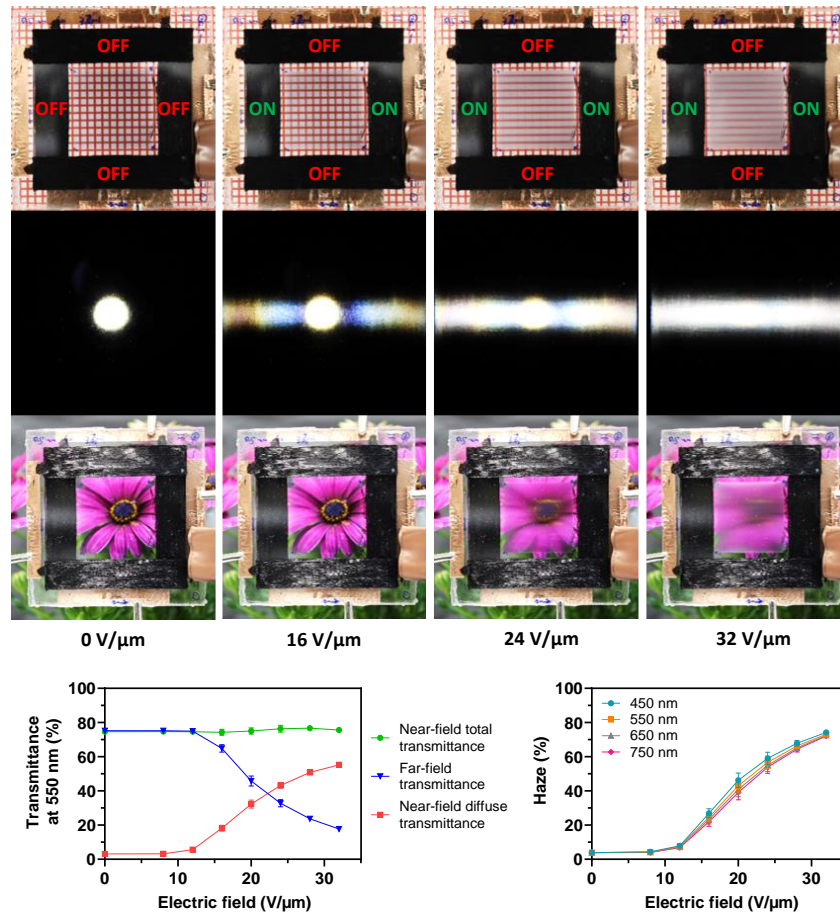 OFF
OFF
OFF
OFF
OFF
ON
ON
OFF
OFF
ON
ON
OFF
OFF
ON
ON
OFF
0 V/µm
16 V/µm
24 V/µm
32 V/µm
Transmittance
at 550 nm (%)
100
80
60
40
20
0
0
10
20
30
Electric field (V/µm)
Near-field total
transmittance
Far-field
transmittance
Near-field diffuse
transmittance
Haze (%)
100
80
60
40
20
0
0
10
20
30
Electric field (V/µm)
450 nm
550 nm
650 nm
750 nm